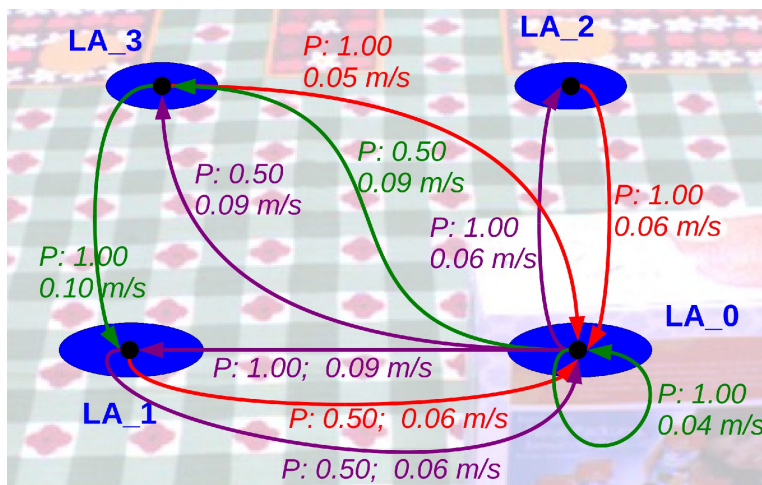 LA_3
LA_2
P: 1.00
0.05 m/s
P: 0.50
0.09 m/s
P: 0.50
0.09 m/s
P: 1.00
0.06 m/s
P: 1.00
0.06 m/s
P: 1.00
0.10 m/s
LA_0
P: 1.00; 0.09 m/s
LA_1
P: 0.50; 0.06 m/s
P: 1.00
0.04 m/s
P: 0.50; 0.06 m/s